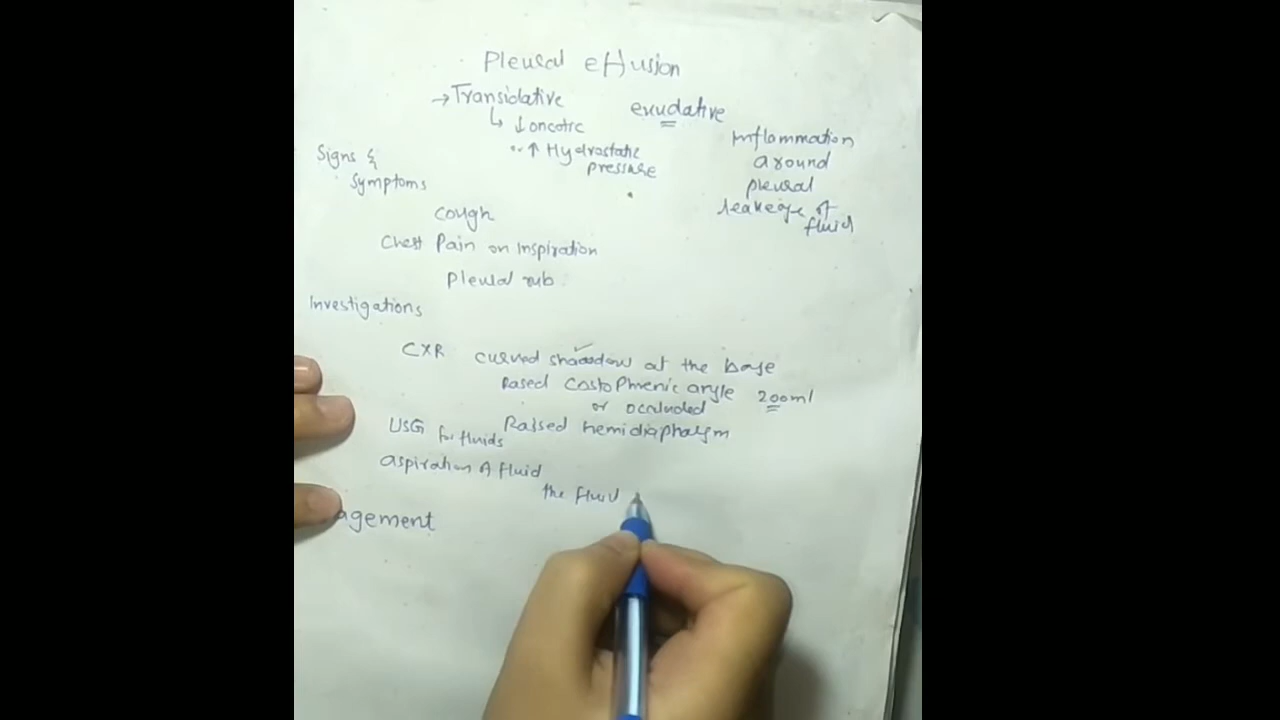 Pleural effusion
→ Transudative exudative
↳ ↓ oncotic
or ↑ Hydrostatic
pressure
inflammation
around
pleural
leakage of
fluid
Signs &
Symptoms
cough
Chest Pain on inspiration
Pleural rub
Investigations
CXR curved shadow at the base
Rased Costophrenic angle 200ml
or occluded
USG for fluids Raised hemidiaphragm
aspiration of fluid
the fluid
agement